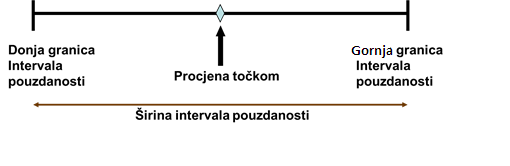 Donja granica
Intervala
pouzdanosti
Procjena točkom
Gornja granica
Intervala
pouzdanosti
Širina intervala pouzdanosti